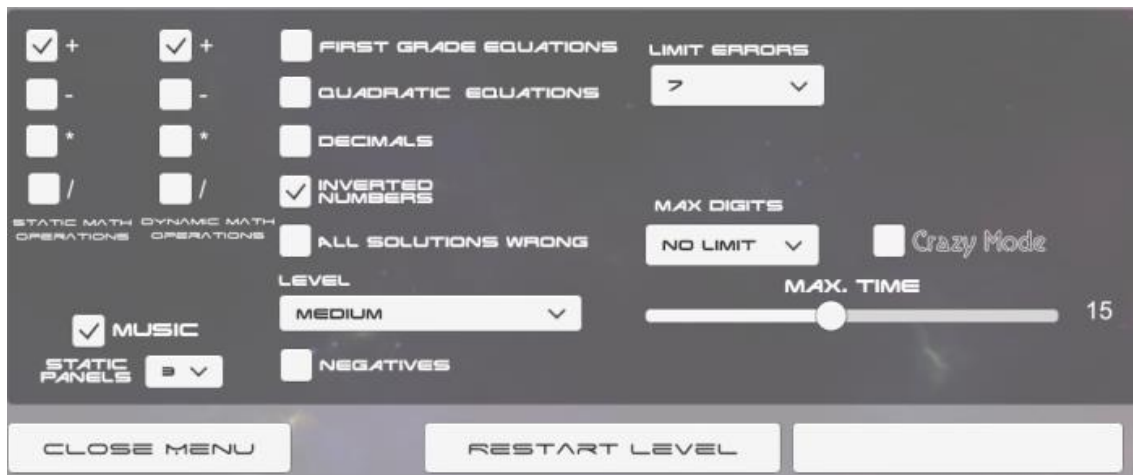 + + FIRST GRADE EQUATIONS LIMIT ERRORS
- - QUADRATIC EQUATIONS 7
* * DECIMALS
/ / INVERTED
NUMBERS
STATIC MATH
OPERATIONS
DYNAMIC MATH
OPERATIONS
MAX DIGITS
ALL SOLUTIONS WRONG NO LIMIT Crazy Mode
LEVEL MAX. TIME
MEDIUM 15
MUSIC
STATIC
PANELS 3
NEGATIVES
CLOSE MENU RESTART LEVEL